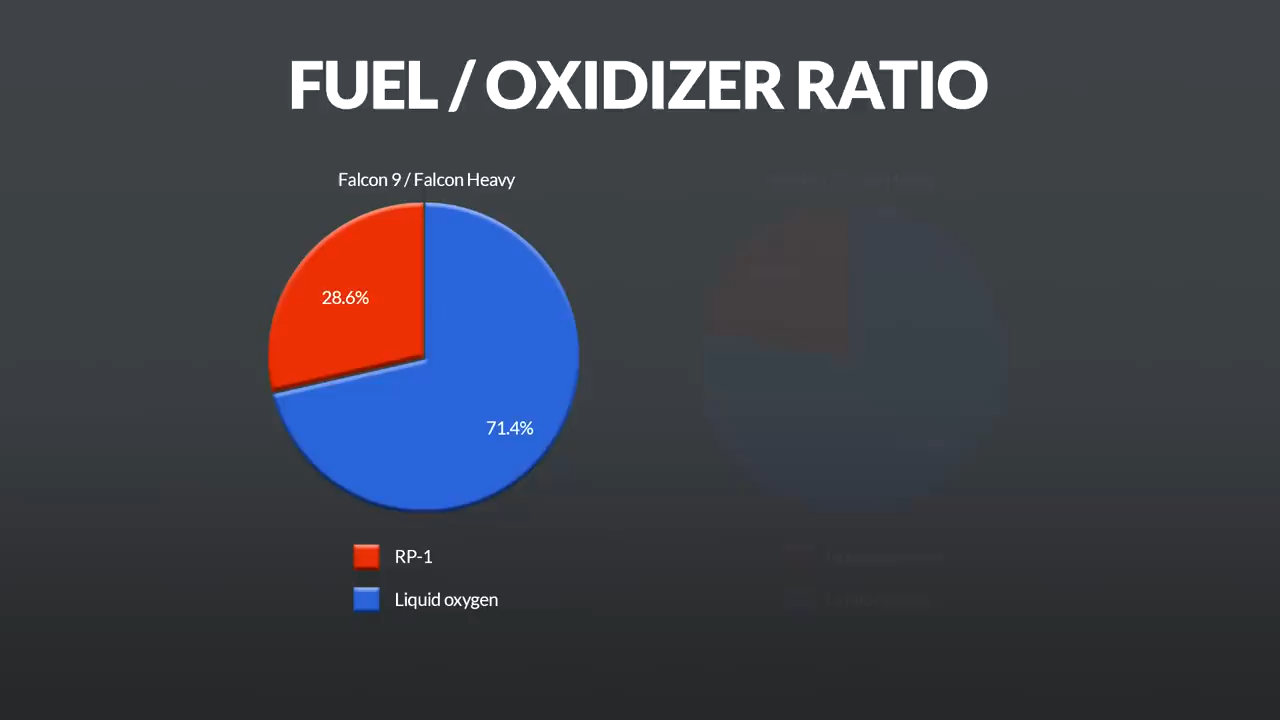 FUEL / OXIDIZER RATIO
Falcon 9 / Falcon Heavy
28.6%
71.4%
RP-1
Liquid oxygen